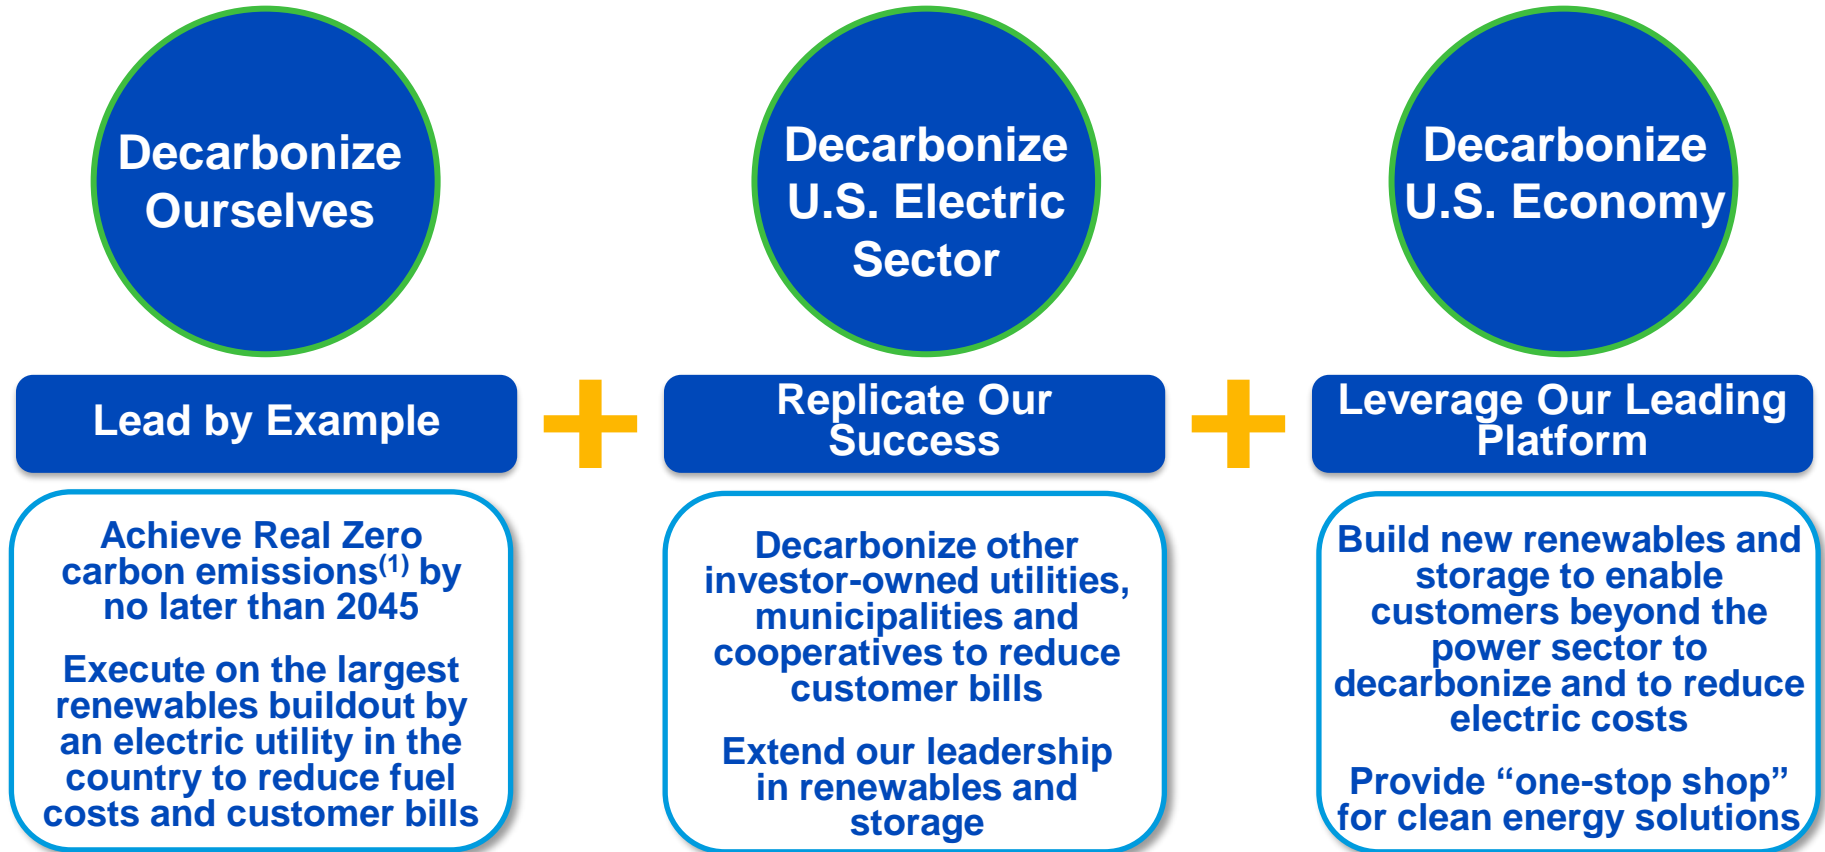 Decarbonize
Ourselves
Decarbonize
U.S. Electric
Sector
Decarbonize
U.S. Economy
Lead by Example
Replicate Our
Success
Leverage Our Leading
Platform
Achieve Real Zero
carbon emissions(1) by
no later than 2045
Execute on the largest
renewables buildout by
an electric utility in the
country to reduce fuel
costs and customer bills
Decarbonize other
investor-owned utilities,
municipalities and
cooperatives to reduce
customer bills
Extend our leadership
in renewables and
storage
Build new renewables and
storage to enable
customers beyond the
power sector to
decarbonize and to reduce
electric costs
Provide “one-stop shop”
for clean energy solutions